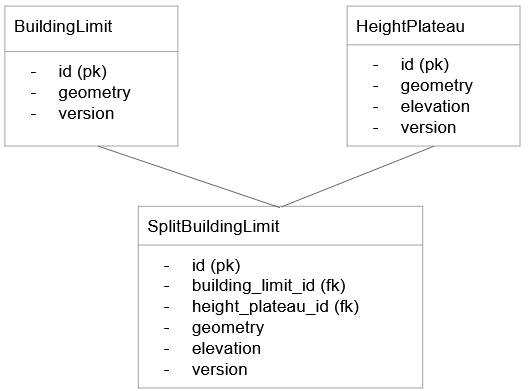 BuildingLimit
- id (pk)
- geometry
- version
HeightPlateau
- id (pk)
- geometry
- elevation
- version
SplitBuildingLimit
- id (pk)
- building_limit_id (fk)
- height_plateau_id (fk)
- geometry
- elevation
- version